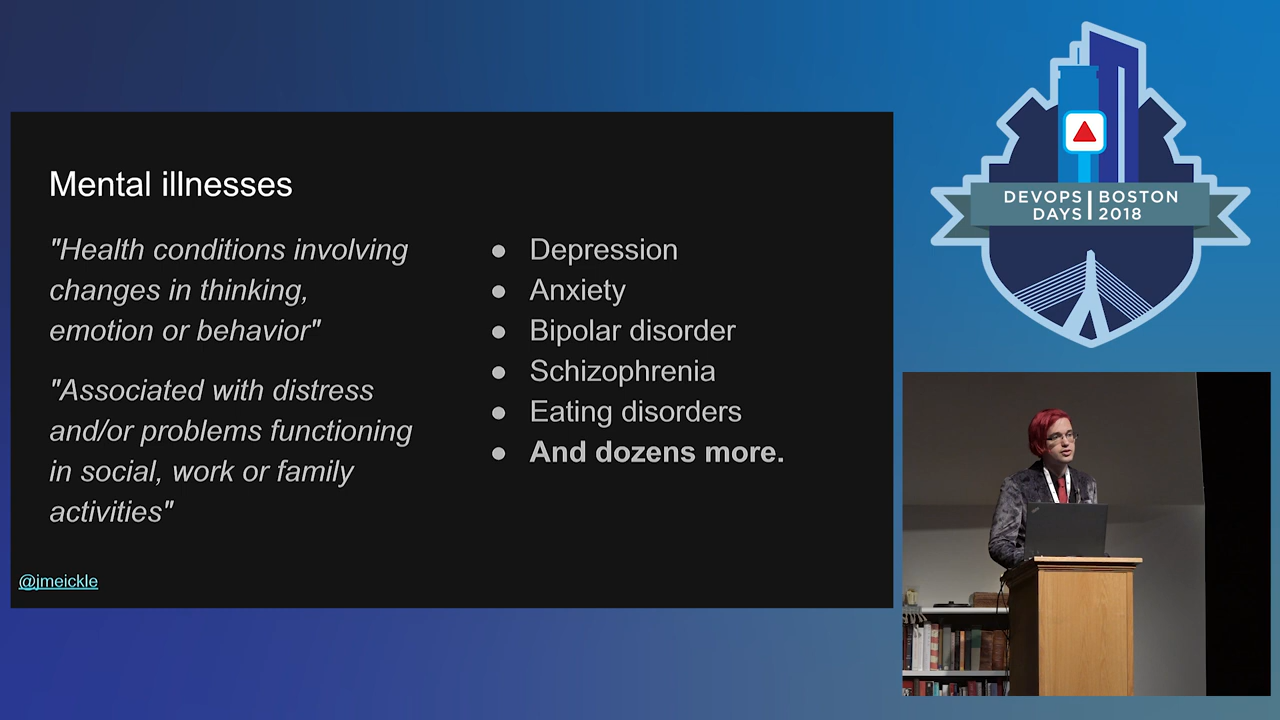 Mental illnesses
"Health conditions involving
changes in thinking,
emotion or behavior"
"Associated with distress
and/or problems functioning
in social, work or family
activities"
● Depression
● Anxiety
● Bipolar disorder
● Schizophrenia
● Eating disorders
● And dozens more.
@jmeickle
DEVOPS DAYS
BOSTON 2018